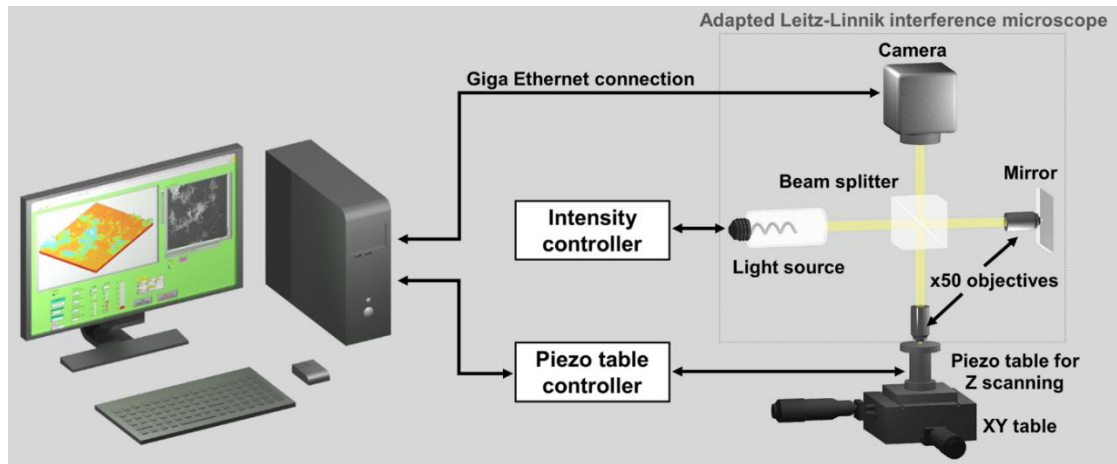 Adapted Leitz-Linnik interference microscope
Camera
Giga Ethernet connection
Beam splitter
Mirror
Intensity
controller
Light source
x50 objectives
Piezo table
controller
Piezo table for
Z scanning
XY table